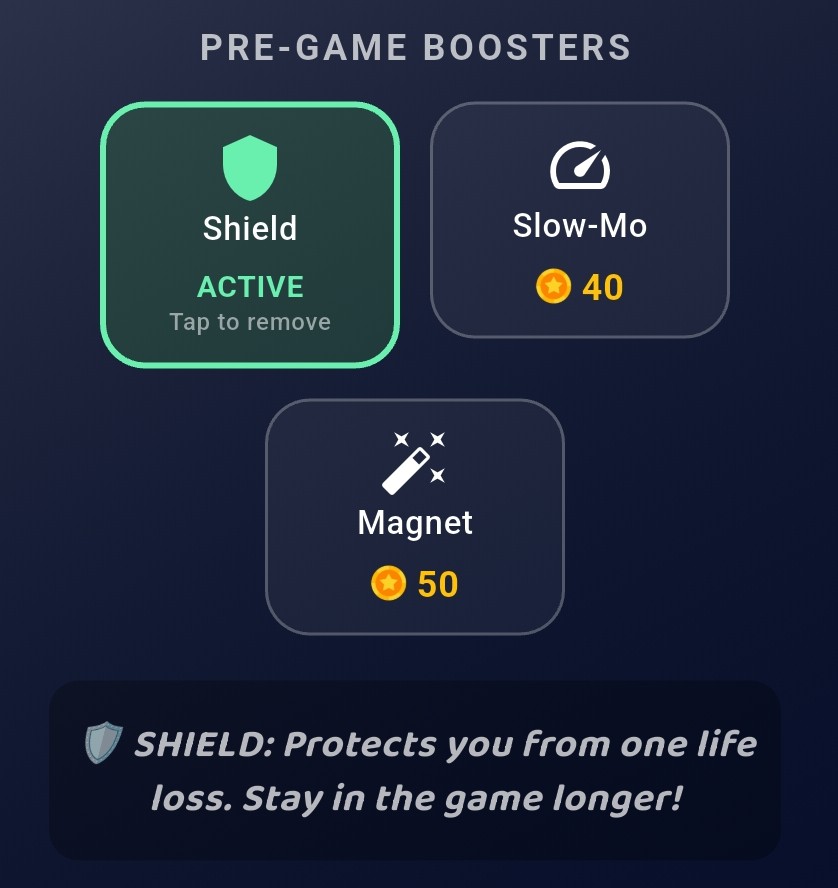 PRE-GAME BOOSTERS
Shield
ACTIVE
Tap to remove
Slow-Mo
40
Magnet
50
SHIELD: Protects you from one life
loss. Stay in the game longer!